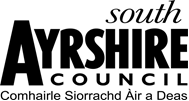 south
AYRSHIRE
COUNCIL
Comhairle Siorrachd Àir a Deas